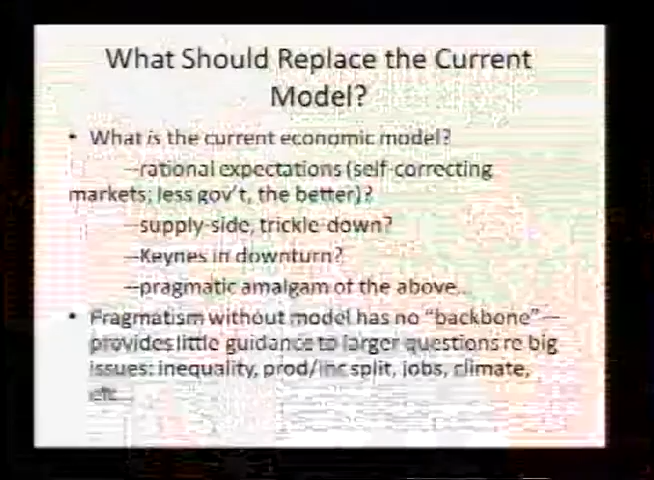 What Should Replace the Current
Model?
• What is the current economic model?
–rational expectations (self-correcting
markets; less gov't, the better)?
–supply-side, trickle-down?
–Keynes in downturn?
–pragmatic amalgam of the above...
• Pragmatism without model has no "backbone"—
provides little guidance to larger questions re big
issues: inequality, prod/inc split, jobs, climate,
etc...